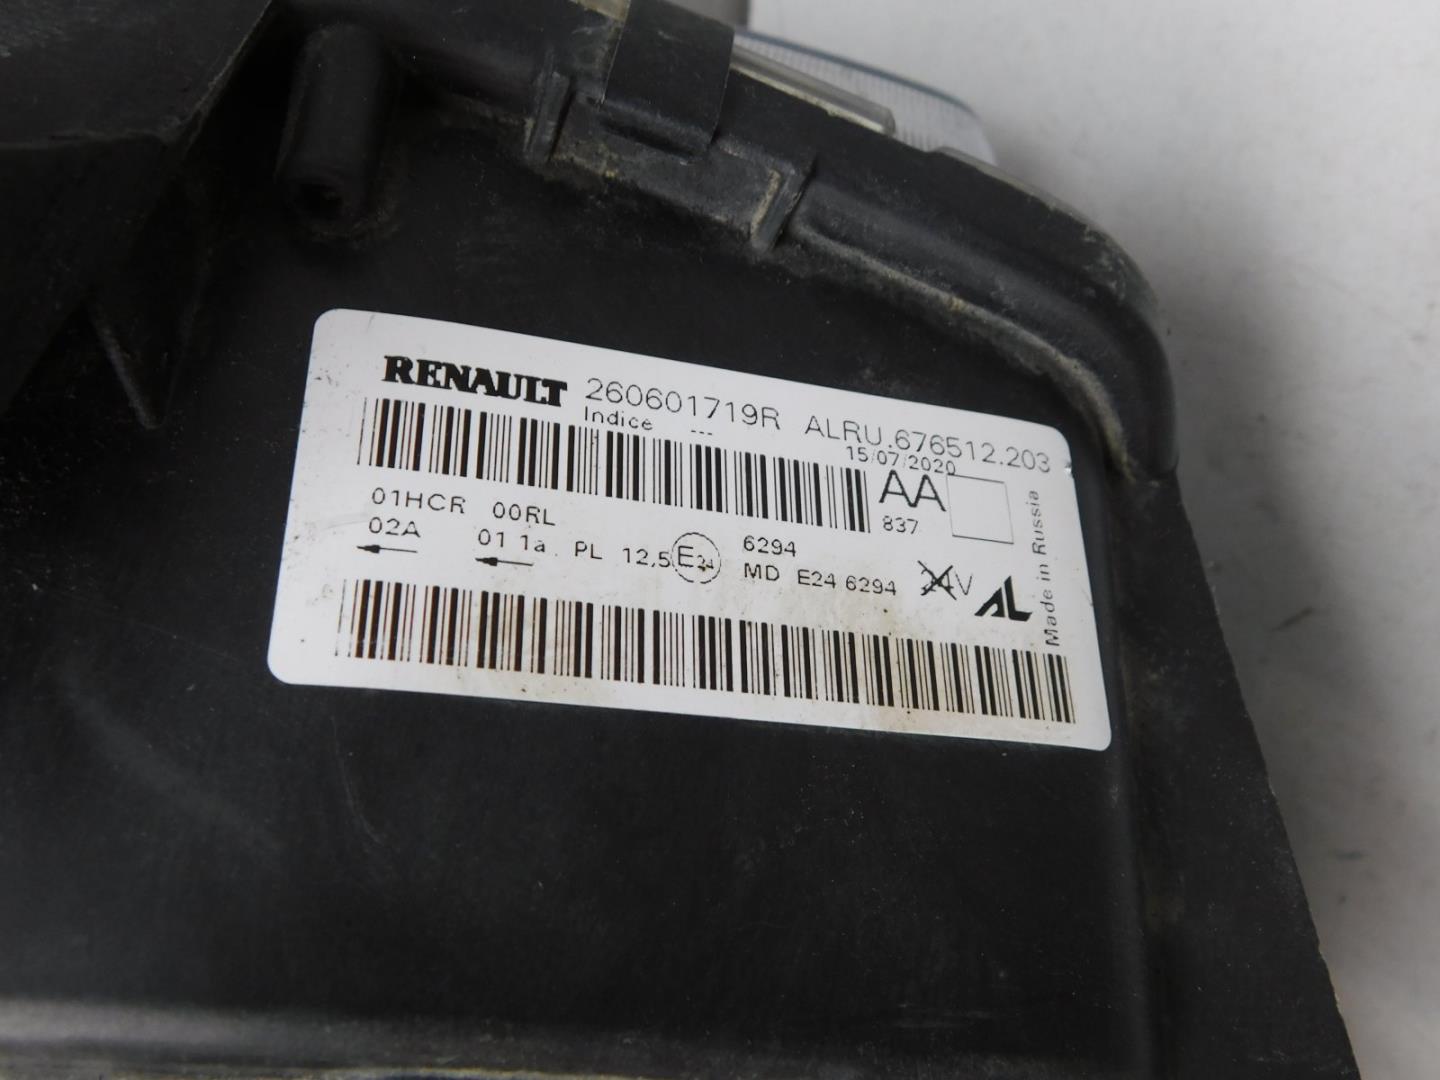 RENAULT 260601719R ALRU.676512.203
Indice --- 15/07/2020
AA
837
01HCR 00RL 6294
02A 01 1a PL 12,5 E24 MD E24 6294 24V AL
Made in Russia